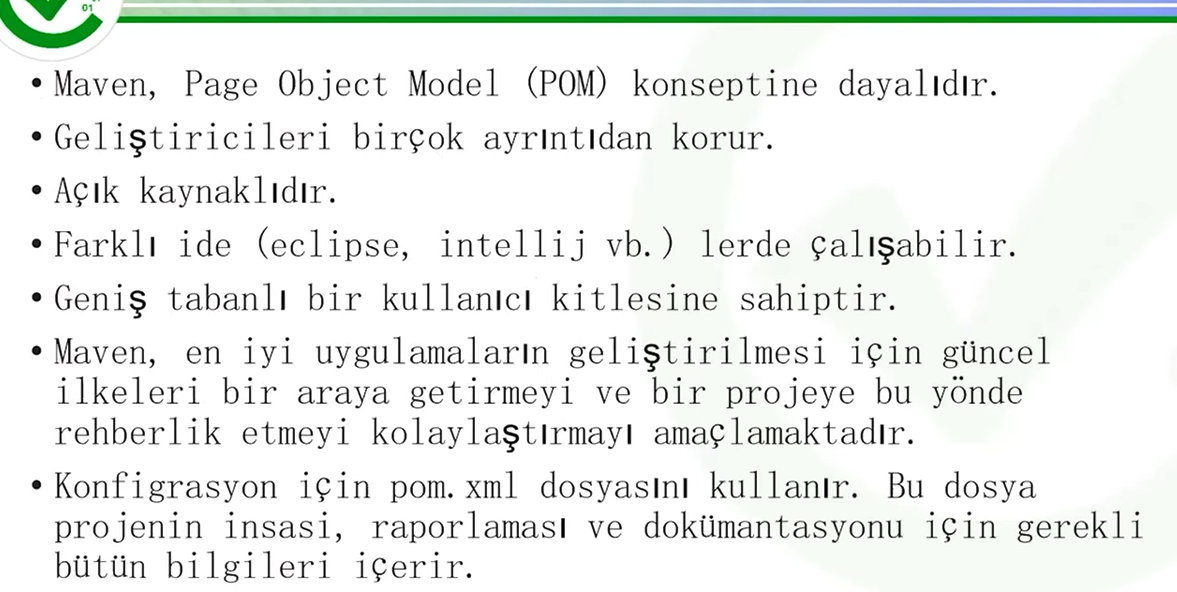 01
• Maven, Page Object Model (POM) konseptine dayalıdır.
• Geliştiricileri birçok ayrıntıdan korur.
• Açık kaynaklıdır.
• Farklı ide (eclipse, intellij vb.) lerde çalışabilir.
• Geniş tabanlı bir kullanıcı kitlesine sahiptir.
• Maven, en iyi uygulamaların geliştirilmesi için güncel
ilkeleri bir araya getirmeyi ve bir projeye bu yönde
rehberlik etmeyi kolaylaştırmayı amaçlamaktadır.
• Konfigrasyon için pom.xml dosyasını kullanır. Bu dosya
projenin insasi, raporlaması ve dokümantasyonu için gerekli
bütün bilgileri içerir.